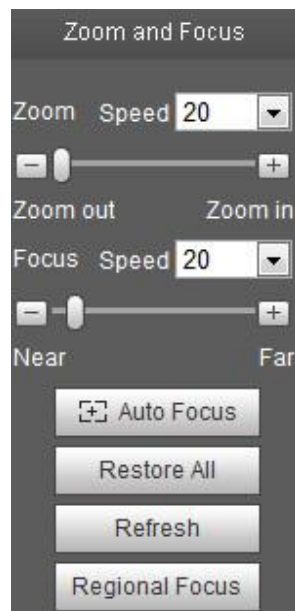 Zoom and Focus
Zoom Speed 20
Zoom out Zoom in
Focus Speed 20
Near Far
Auto Focus
Restore All
Refresh
Regional Focus